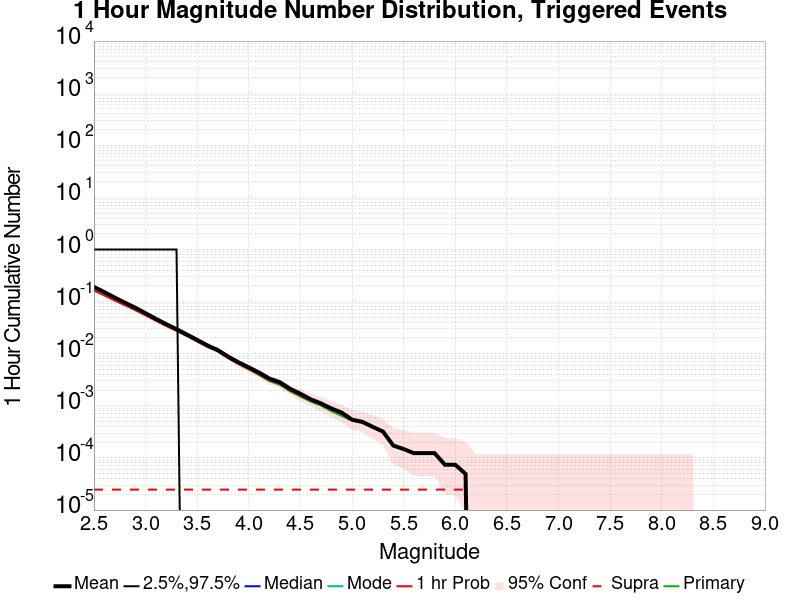 1 Hour Magnitude Number Distribution, Triggered Events
10^4
10^3
10^2
10^1
10^0
10^-1
10^-2
10^-3
10^-4
10^-5
1 Hour Cumulative Number
2.5 3.0 3.5 4.0 4.5 5.0 5.5 6.0 6.5 7.0 7.5 8.0 8.5 9.0
Magnitude
Mean 2.5%,97.5% Median Mode 1 hr Prob 95% Conf Supra Primary